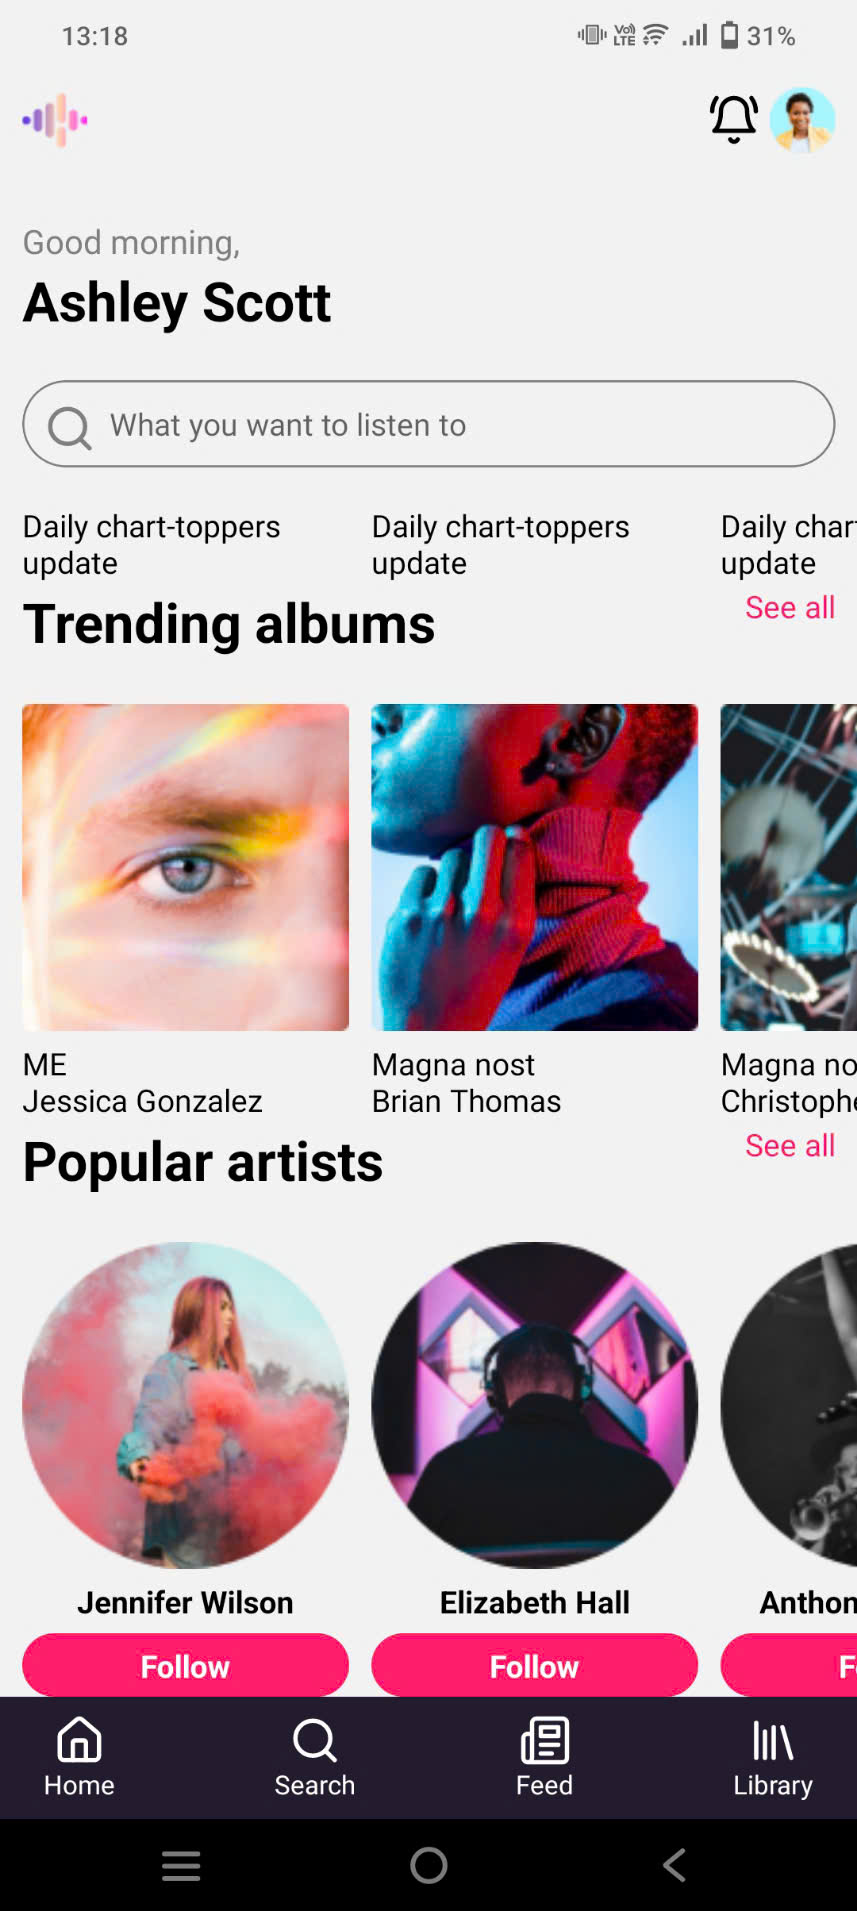 13:18
Vo)) LTE
31%
Good morning,
Ashley Scott
What you want to listen to
Daily chart-toppers update
Daily chart-toppers update
Daily char
update
Trending albums
See all
ME
Jessica Gonzalez
Magna nost
Brian Thomas
Magna no
Christophe
Popular artists
See all
Jennifer Wilson
Elizabeth Hall
Anthon
Follow
Follow
F
Home
Search
Feed
Library